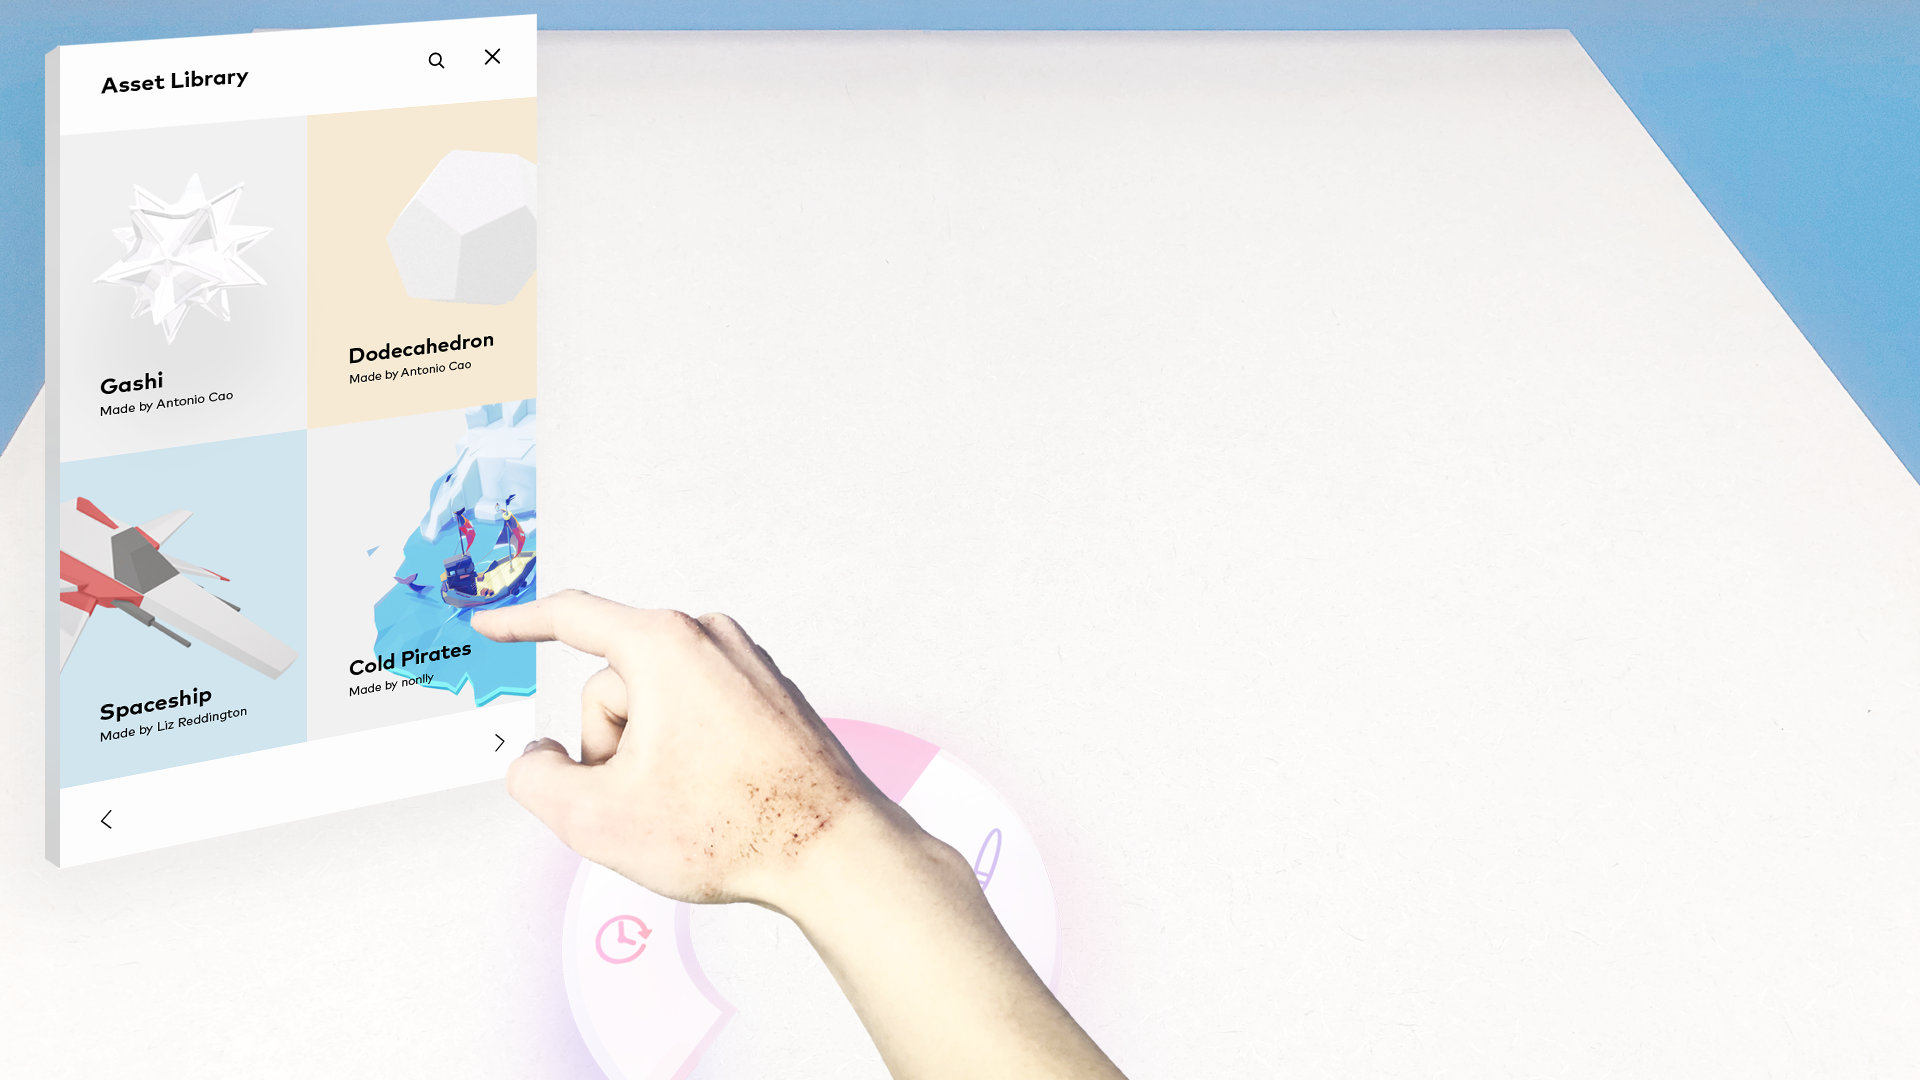 Asset Library
Gashi
Made by Antonio Cao
Dodecahedron
Made by Antonio Cao
Spaceship
Made by Liz Reddington
Cold Pirates
Made by nonlly